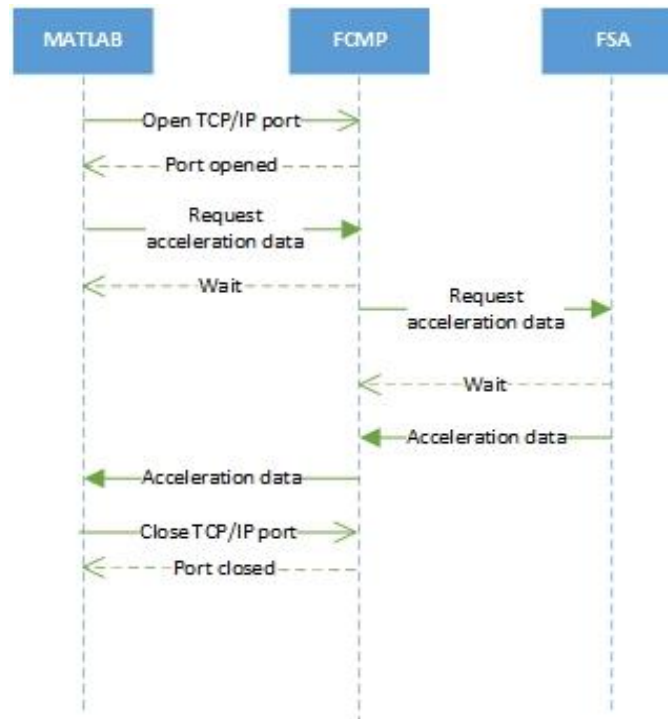 MATLAB
FCMP
FSA
Open TCP/IP port
Port opened
Request
acceleration data
Wait
Request
acceleration data
Wait
Acceleration data
Acceleration data
Close TCP/IP port
Port closed